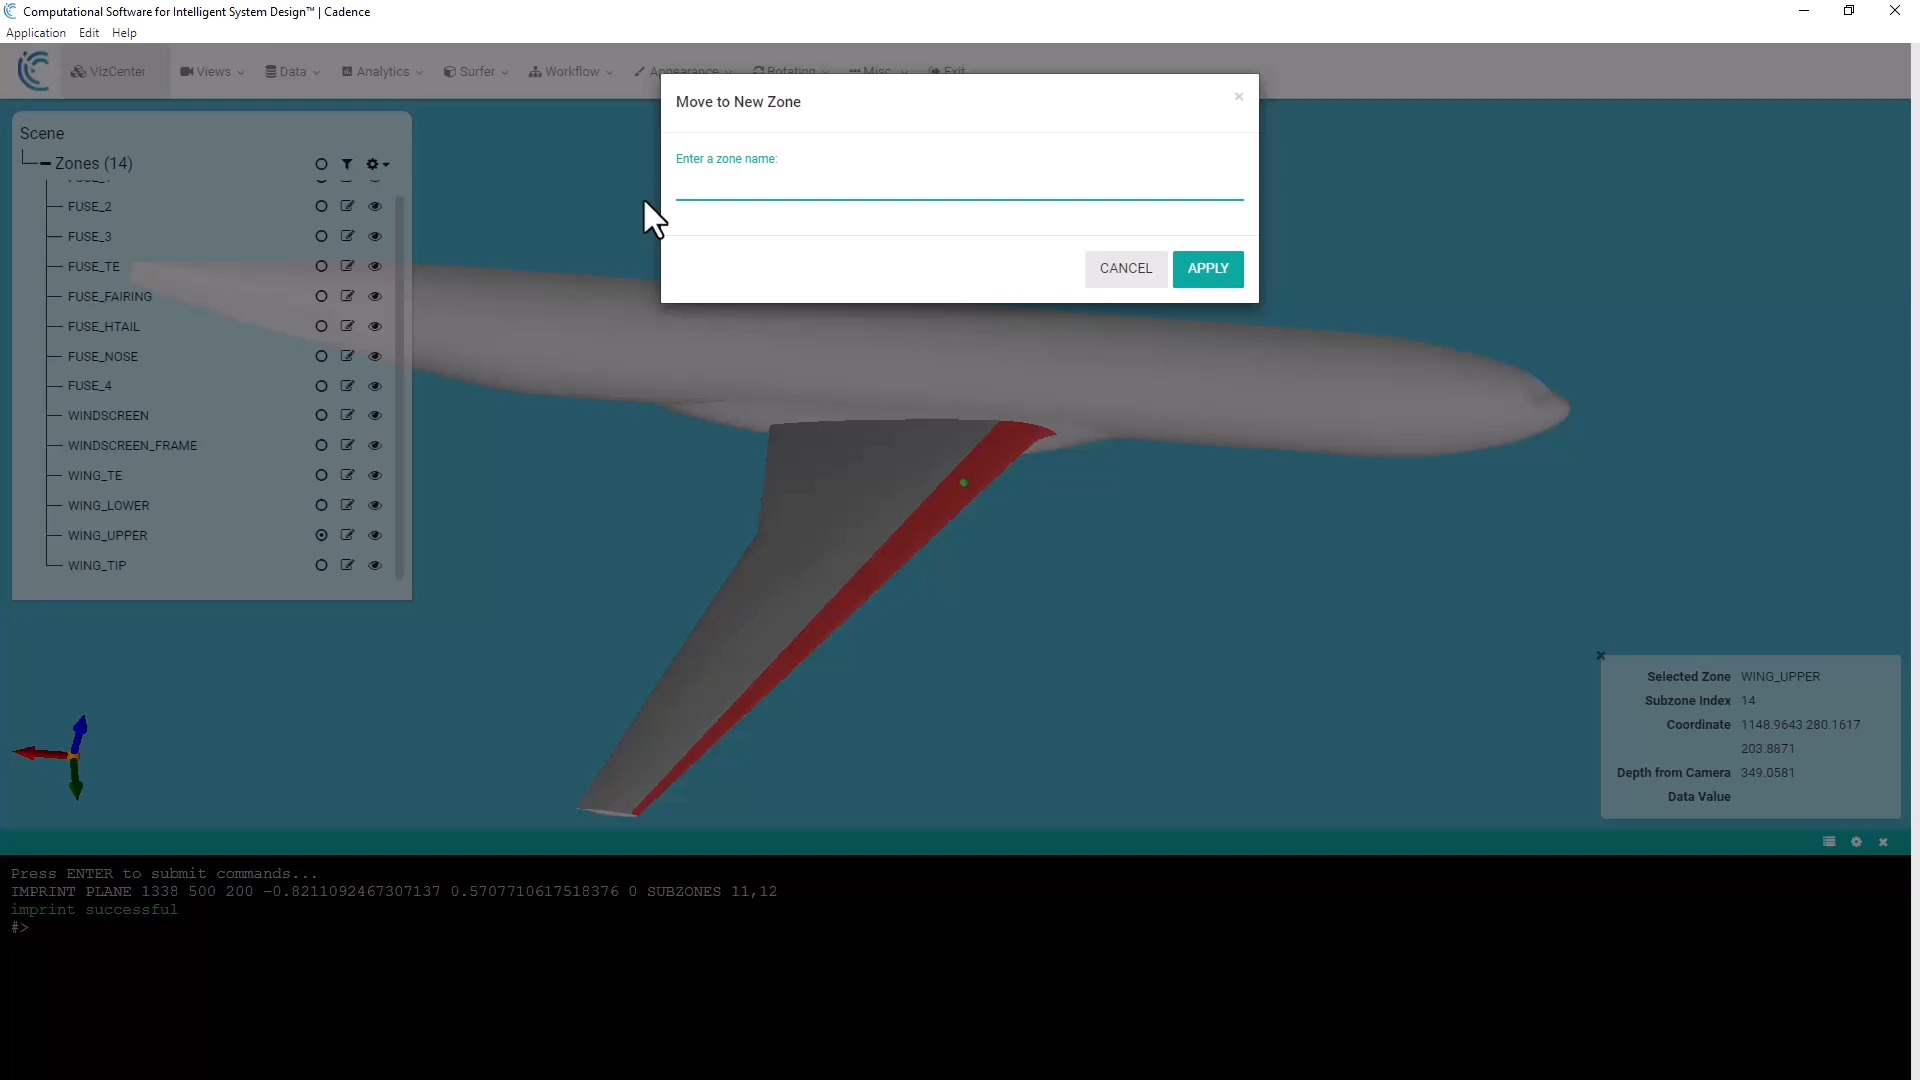 Computational Software for Intelligent System Design™ | Cadence
Application Edit Help
VizCenter Views Data Analytics Surfer Workflow Appearance Rotating Misc Exit
Move to New Zone
×
Enter a zone name:
CANCEL APPLY
Scene
Zones (14)
FUSE_2
FUSE_3
FUSE_TE
FUSE_FAIRING
FUSE_HTAIL
FUSE_NOSE
FUSE_4
WINDSCREEN
WINDSCREEN_FRAME
WING_TE
WING_LOWER
WING_UPPER
WING_TIP
Selected Zone WING_UPPER
Subzone Index 14
Coordinate 1148.9643 280.1617
203.8871
Depth from Camera 349.0581
Data Value
Press ENTER to submit commands...
IMPRINT PLANE 1338 500 200 -0.8211092467307137 0.5707710617518376 0 SUBZONES 11,12
imprint successful
#>